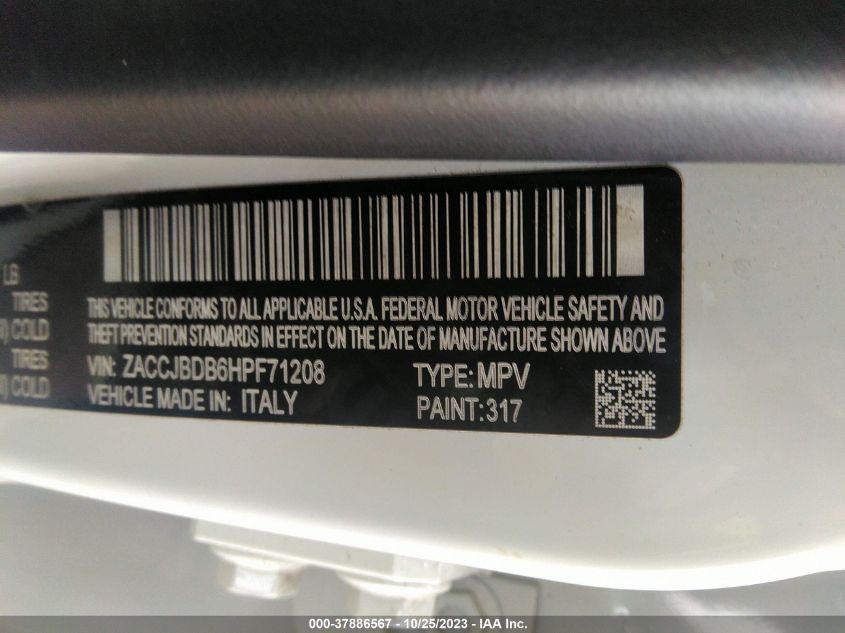 LB
TIRES
COLD
TIRES
COLD
THIS VEHICLE CONFORMS TO ALL APPLICABLE U.S.A. FEDERAL MOTOR VEHICLE SAFETY AND
THEFT PREVENTION STANDARDS IN EFFECT ON THE DATE OF MANUFACTURE SHOWN ABOVE
VIN: ZACCJBDB6HPF71208 TYPE: MPV
VEHICLE MADE IN: ITALY PAINT: 317
000-37886567 - 10/25/2023 - IAA Inc.